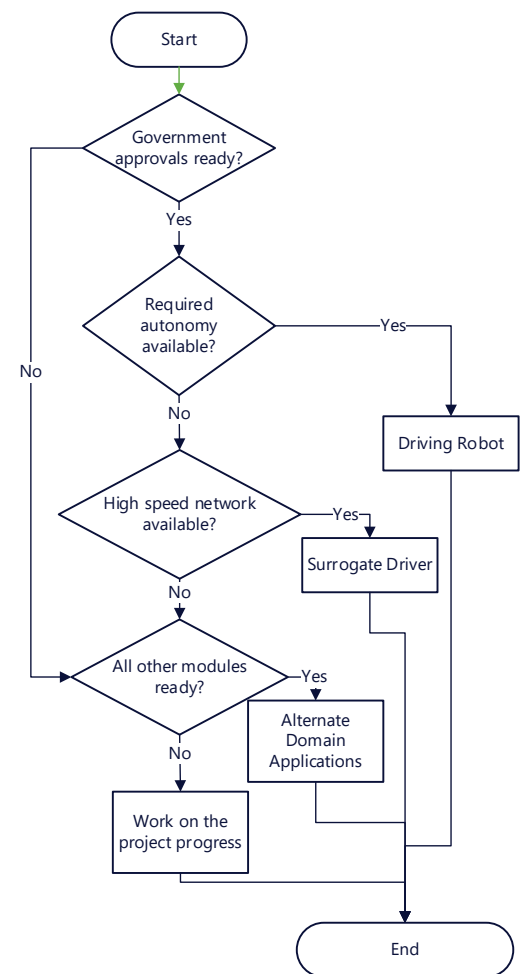 Start
Government
approvals ready?
Yes
Required
autonomy
available?
Yes
No
No
Driving Robot
High speed network
available?
Yes
Surrogate Driver
No
All other modules
ready?
Yes
Alternate
Domain
Applications
No
Work on the
project progress
End